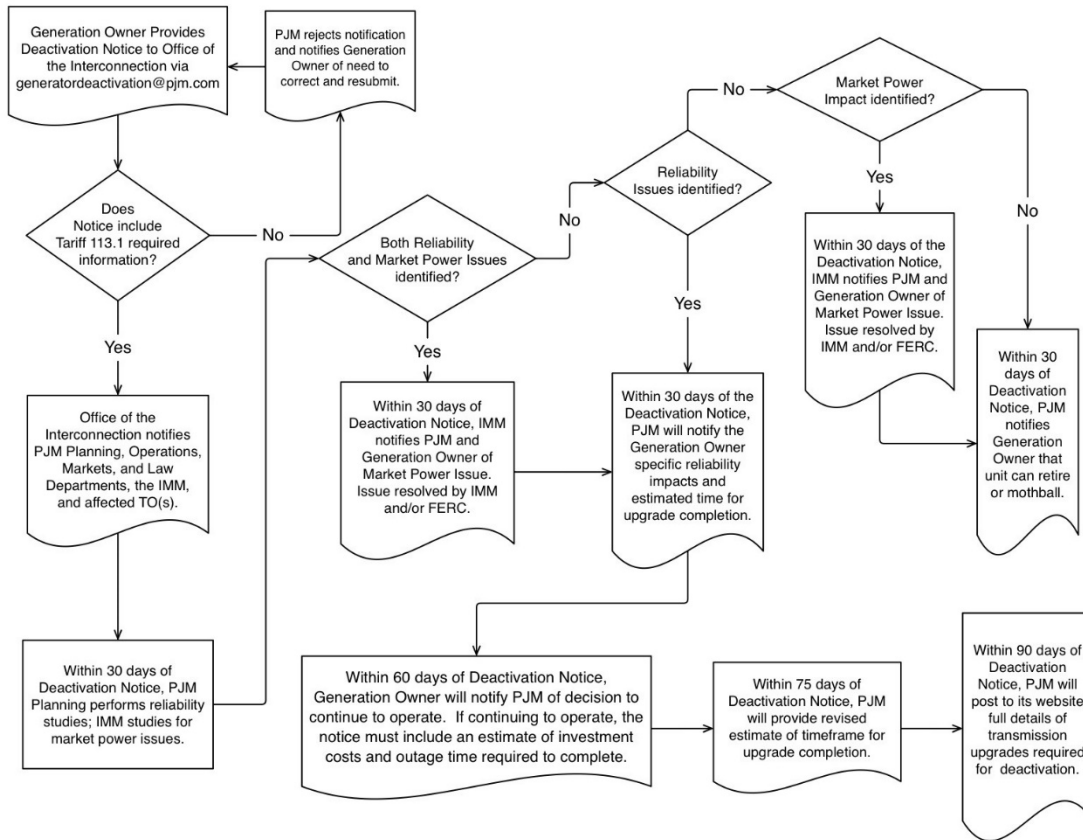 Generation Owner Provides
Deactivation Notice to Office of
the Interconnection via
generatordeactivation@pjm.com
PJM rejects notification
and notifies Generation
Owner of need to
correct and resubmit.
Does
Notice include
Tariff 113.1 required
information?
No
Yes
Office of the
Interconnection notifies
PJM Planning, Operations,
Markets, and Law
Departments, the IMM,
and affected TO(s).
Within 30 days of
Deactivation Notice, PJM
Planning performs reliability
studies; IMM studies for
market power issues.
Both Reliability
and Market Power Issues
identified?
No
Yes
Within 30 days of
Deactivation Notice, IMM
notifies PJM and
Generation Owner of
Market Power Issue.
Issue resolved by IMM
and/or FERC.
Reliability
Issues identified?
No
Yes
Within 30 days of the
Deactivation Notice,
PJM will notify the
Generation Owner
specific reliability
impacts and
estimated time for
upgrade completion.
Market Power
Impact identified?
Yes
No
Within 30 days of the
Deactivation Notice,
IMM notifies PJM and
Generation Owner of
Market Power Issue.
Issue resolved by
IMM and/or FERC.
Within 30
days of
Deactivation
Notice, PJM
notifies
Generation
Owner that
unit can retire
or mothball.
Within 60 days of Deactivation Notice,
Generation Owner will notify PJM of decision to
continue to operate. If continuing to operate, the
notice must include an estimate of investment
costs and outage time required to complete.
Within 75 days of
Deactivation Notice, PJM
will provide revised
estimate of timeframe for
upgrade completion.
Within 90 days of
Deactivation
Notice, PJM will
post to its website
full details of
transmission
upgrades required
for deactivation.